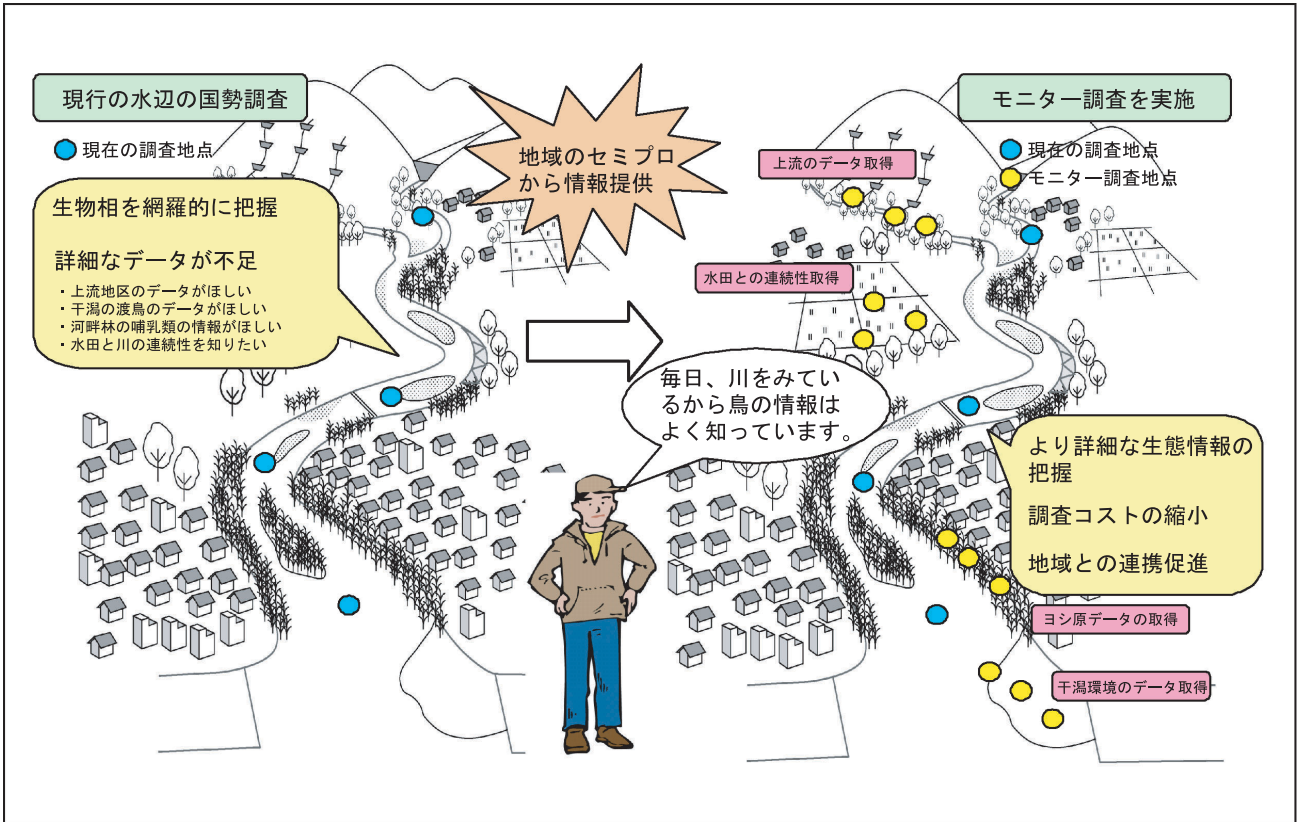 現行の水辺の国勢調査
現在の調査地点
生物相を網羅的に把握
詳細なデータが不足
・上流地区のデータがほしい
・干潟の渡鳥のデータがほしい
・河畔林の哺乳類の情報がほしい
・水田と川の連続性を知りたい
地域のセミプロ
から情報提供
毎日、川をみてい
るから鳥の情報は
よく知っています。
モニター調査を実施
現在の調査地点
モニター調査地点
上流のデータ取得
水田との連続性取得
より詳細な生態情報の
把握
調査コストの縮小
地域との連携促進
ヨシ原データの取得
干潟環境のデータ取得